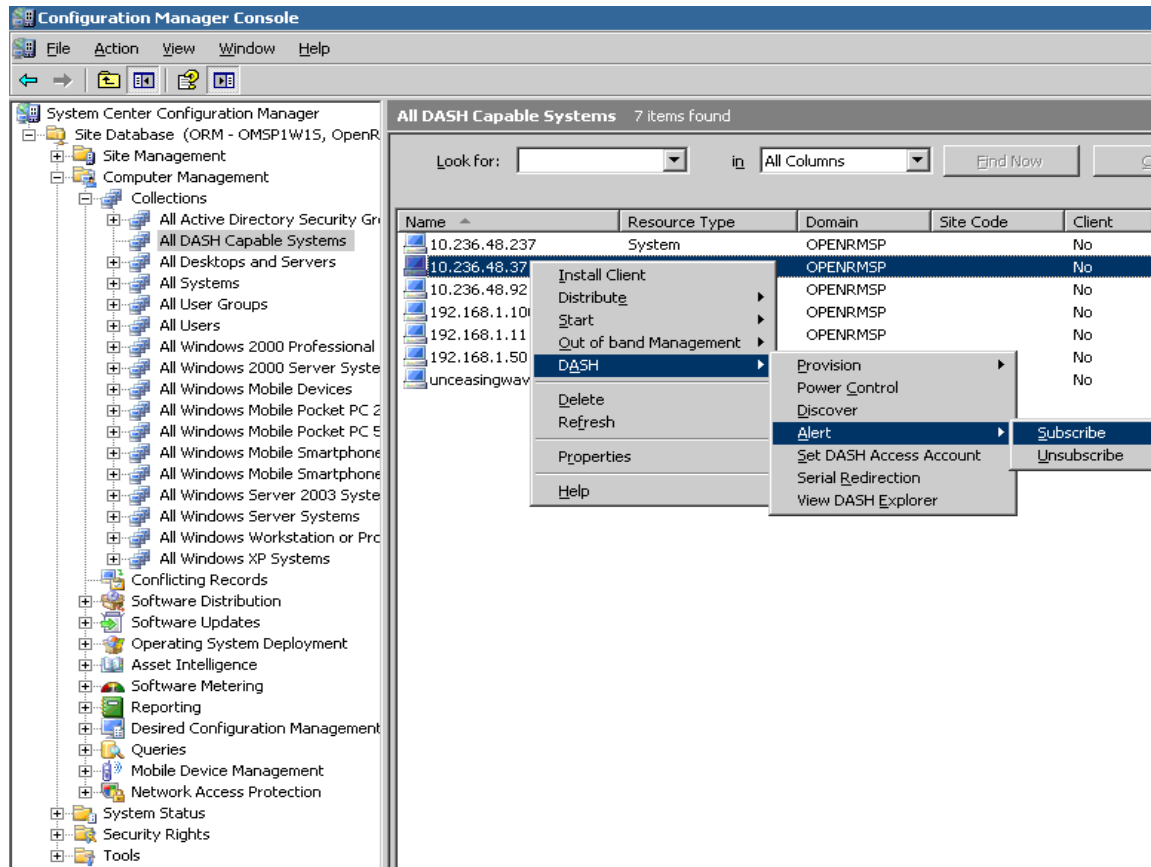 Configuration Manager Console
File Action View Window Help
System Center Configuration Manager
Site Database (ORM - OMSP1W1S, OpenR
Site Management
Computer Management
Collections
All Active Directory Security Gr
All DASH Capable Systems
All Desktops and Servers
All Systems
All User Groups
All Users
All Windows 2000 Professional
All Windows 2000 Server Syste
All Windows Mobile Devices
All Windows Mobile Pocket PC 2
All Windows Mobile Pocket PC 5
All Windows Mobile Smartphone
All Windows Mobile Smartphone
All Windows Server 2003 Syste
All Windows Server Systems
All Windows Workstation or Pro
All Windows XP Systems
Conflicting Records
Software Distribution
Software Updates
Operating System Deployment
Asset Intelligence
Software Metering
Reporting
Desired Configuration Management
Queries
Mobile Device Management
Network Access Protection
System Status
Security Rights
Tools
All DASH Capable Systems 7 items found
Look for: in All Columns Find Now
Name Resource Type Domain Site Code Client
10.236.48.237 System OPENRMSP No
10.236.48.37 OPENRMSP No
10.236.48.92 OPENRMSP No
192.168.1.10 OPENRMSP No
192.168.1.11 OPENRMSP No
192.168.1.50 No
unceasingwav No
Install Client
Distribute
Start
Out of band Management
DASH
Delete
Refresh
Properties
Help
Provision
Power Control
Discover
Alert
Set DASH Access Account
Serial Redirection
View DASH Explorer
Subscribe
Unsubscribe